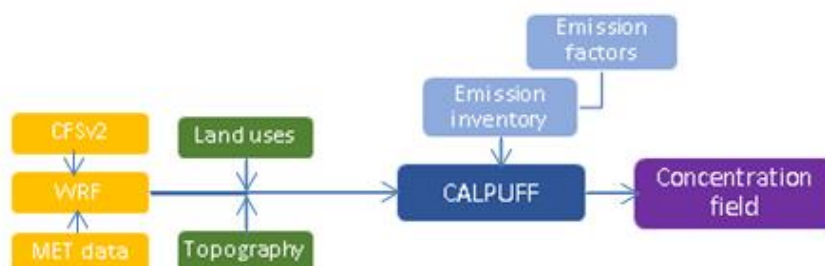 Emission
factors
Emission
inventory
CFSv2
Land uses
WRF
CALPUFF
Concentration
field
MET data
Topography